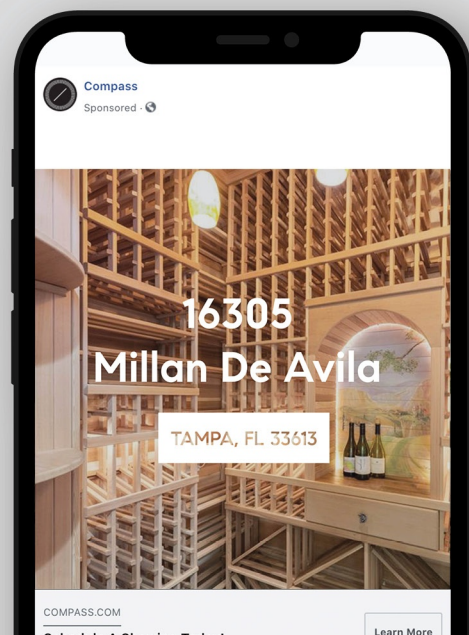 Compass
Sponsored ·
16305
Millan De Avila
TAMPA, FL 33613
COMPASS.COM
Learn More